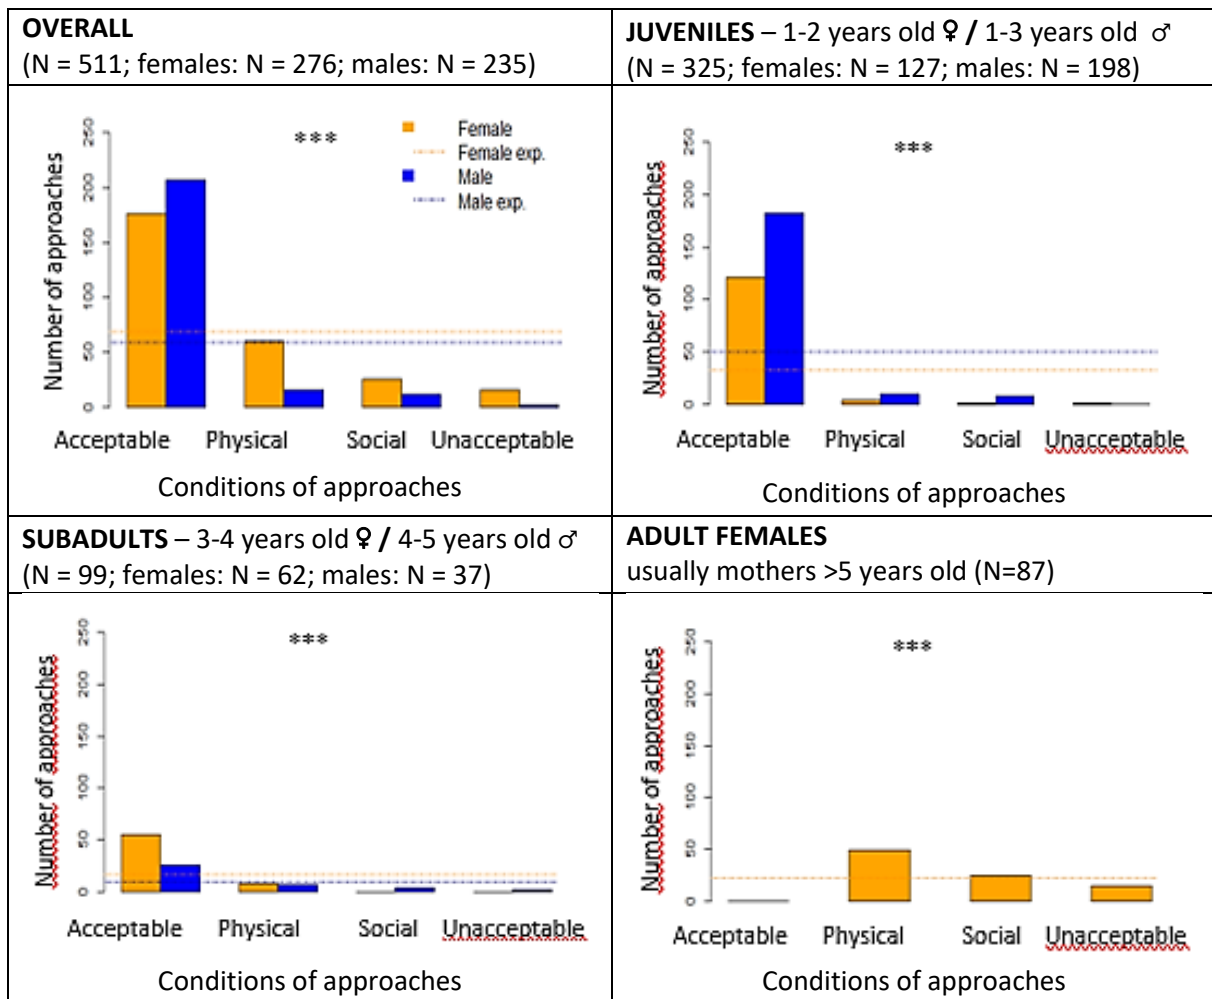 OVERALL
(N = 511; females: N = 276; males: N = 235)
Number of approaches
250
200
150
100
50
0
***
Female
Female exp.
Male
Male exp.
Acceptable Physical Social Unacceptable
Conditions of approaches
JUVENILES – 1-2 years old ♀ / 1-3 years old ♂
(N = 325; females: N = 127; males: N = 198)
Number of approaches
250
200
150
100
50
0
***
Acceptable Physical Social Unacceptable
Conditions of approaches
SUBADULTS – 3-4 years old ♀ / 4-5 years old ♂
(N = 99; females: N = 62; males: N = 37)
Number of approaches
250
200
150
100
50
0
***
Acceptable Physical Social Unacceptable
Conditions of approaches
ADULT FEMALES
usually mothers >5 years old (N=87)
Number of approaches
250
200
150
100
50
0
***
Acceptable Physical Social Unacceptable
Conditions of approaches